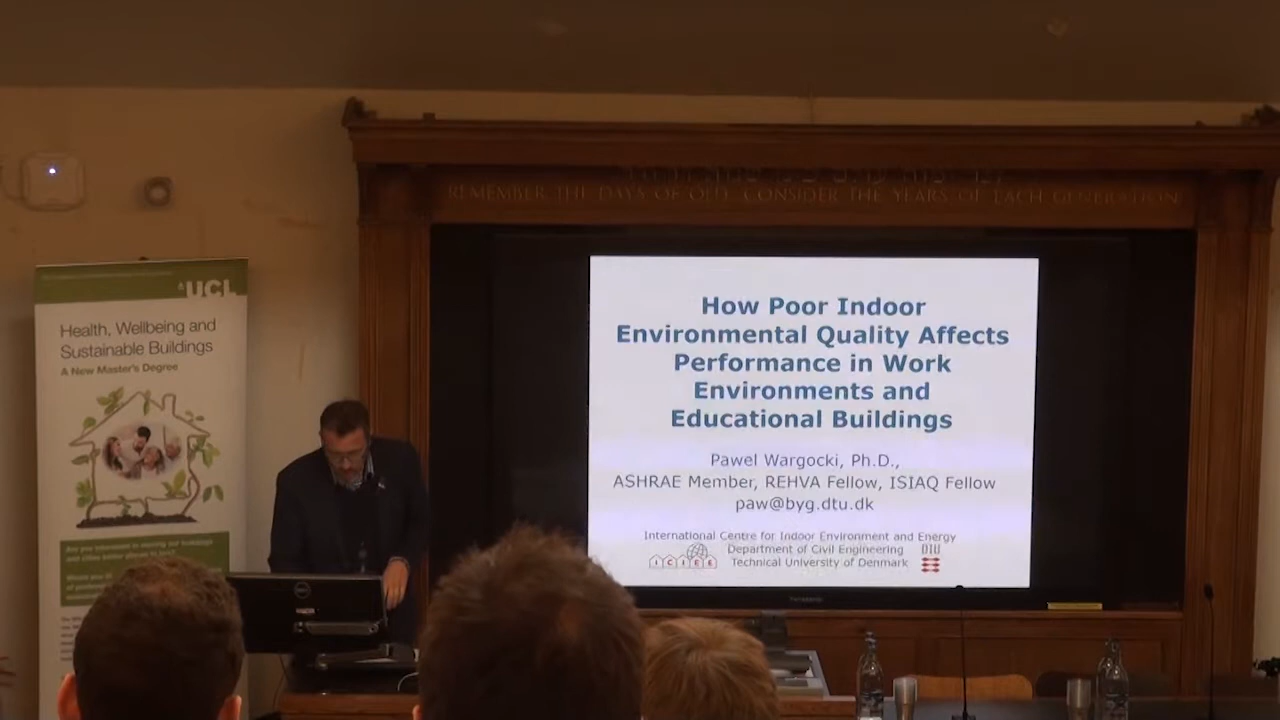 REMEMBER THE DAYS OF OLD CONSIDER THE YEARS OF EACH GENERATION
UCL
Health, Wellbeing and
Sustainable Buildings
A New Master's Degree
How Poor Indoor
Environmental Quality Affects
Performance in Work
Environments and
Educational Buildings
Pawel Wargocki, Ph.D.,
ASHRAE Member, REHVA Fellow, ISIAQ Fellow
paw@byg.dtu.dk
International Centre for Indoor Environment and Energy
Department of Civil Engineering
Technical University of Denmark
ICIEE
DTU
DELL